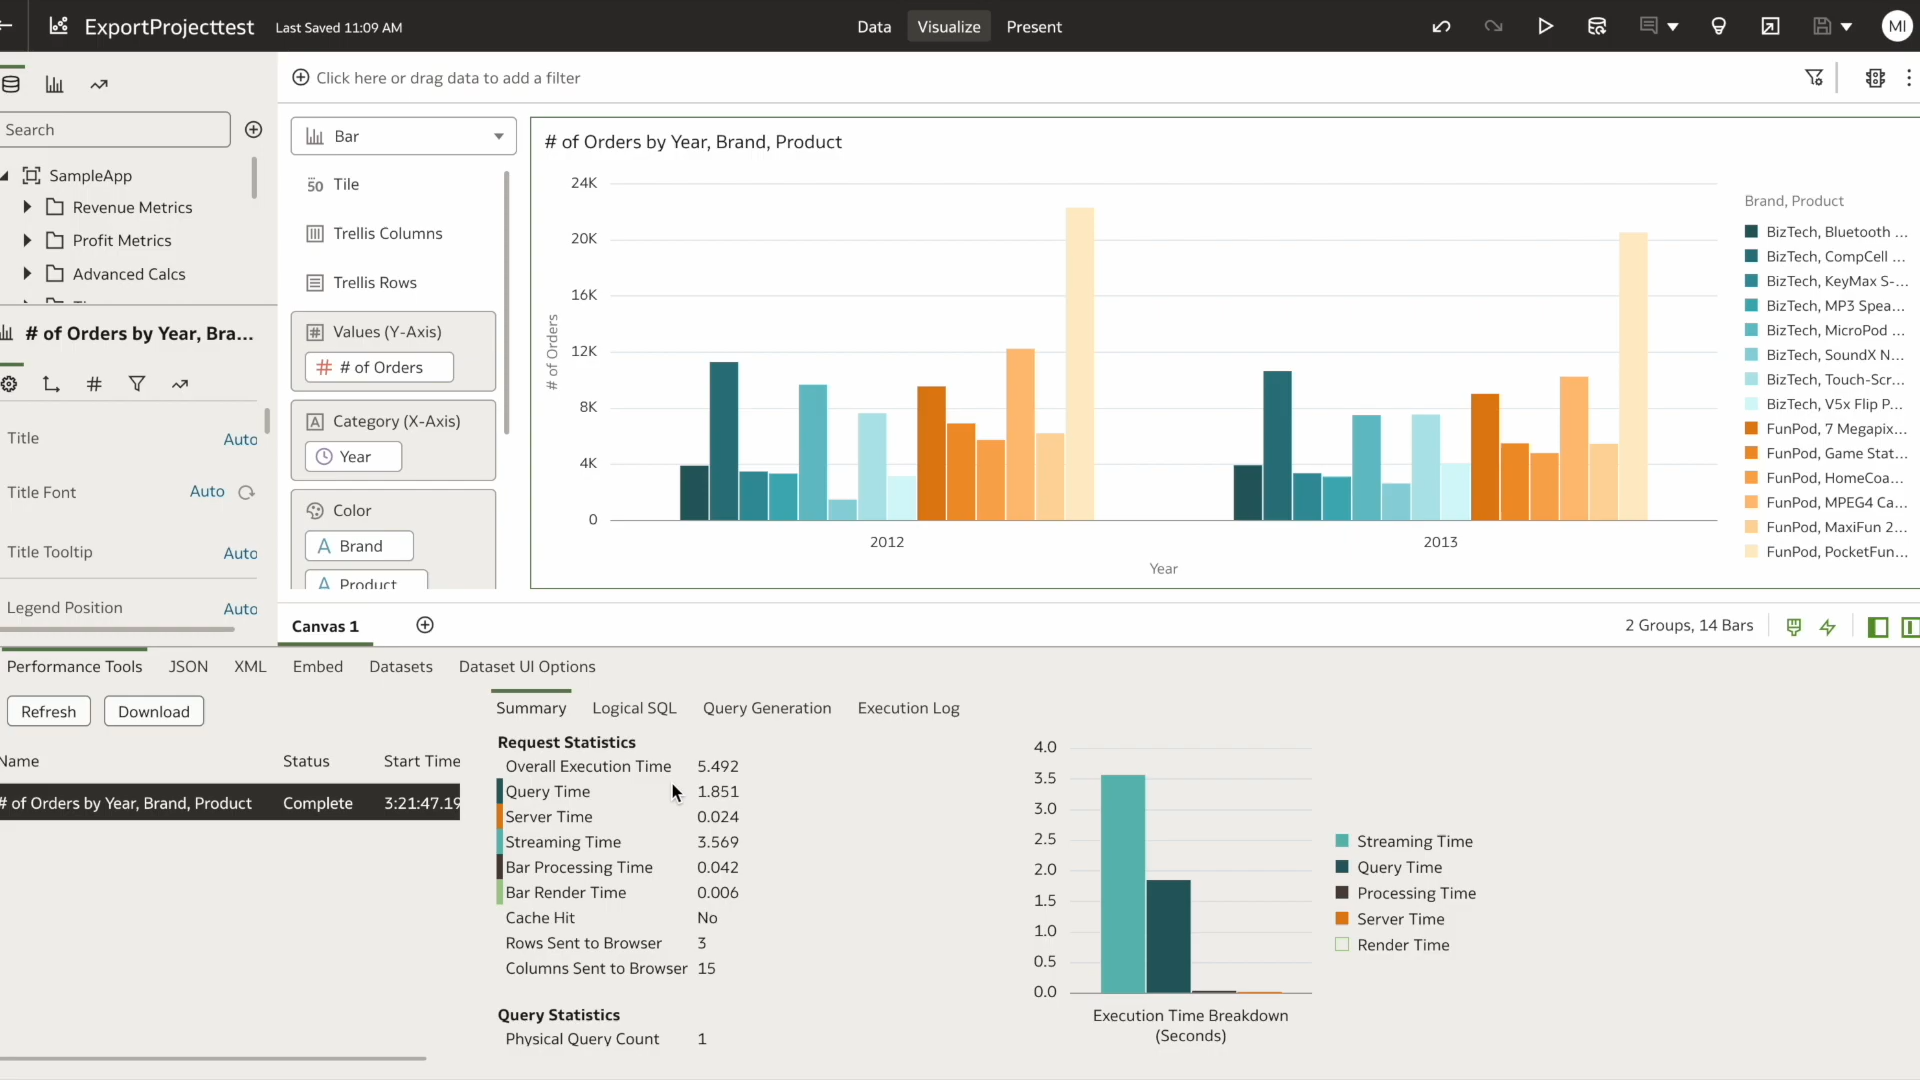 ExportProjecttest
Last Saved 11:09 AM
Data
Visualize
Present
MI
Search
SampleApp
Revenue Metrics
Profit Metrics
Advanced Calcs
# of Orders by Year, Bra...
Title
Auto
Title Font
Auto
Title Tooltip
Auto
Legend Position
Auto
Click here or drag data to add a filter
Bar
50 Tile
Trellis Columns
Trellis Rows
# Values (Y-Axis)
# # of Orders
A Category (X-Axis)
Year
Color
A Brand
A Product
# of Orders by Year, Brand, Product
24K
20K
16K
12K
8K
4K
0
# of Orders
2012
2013
Year
Brand, Product
BizTech, Bluetooth ...
BizTech, CompCell ...
BizTech, KeyMax S-...
BizTech, MP3 Spea...
BizTech, MicroPod ...
BizTech, SoundX N...
BizTech, Touch-Scr...
BizTech, V5x Flip P...
FunPod, 7 Megapix...
FunPod, Game Stat...
FunPod, HomeCoa...
FunPod, MPEG4 Ca...
FunPod, MaxiFun 2...
FunPod, PocketFun...
Canvas 1
2 Groups, 14 Bars
Performance Tools
JSON
XML
Embed
Datasets
Dataset UI Options
Refresh
Download
Name
Status
Start Time
# of Orders by Year, Brand, Product
Complete
3:21:47.19
Summary
Logical SQL
Query Generation
Execution Log
Request Statistics
Overall Execution Time 5.492
Query Time 1.851
Server Time 0.024
Streaming Time 3.569
Bar Processing Time 0.042
Bar Render Time 0.006
Cache Hit No
Rows Sent to Browser 3
Columns Sent to Browser 15
Query Statistics
Physical Query Count 1
4.0
3.5
3.0
2.5
2.0
1.5
1.0
0.5
0.0
Execution Time Breakdown
(Seconds)
Streaming Time
Query Time
Processing Time
Server Time
Render Time